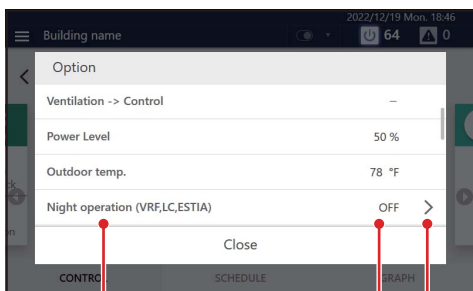 2022/12/19 Mon. 18:46
Building name 64 0
Option
Ventilation -> Control –
Power Level 50 %
Outdoor temp. 78 °F
Night operation (VRF,LC,ESTIA) OFF
Close
CONTROL SCHEDULE GRAPH